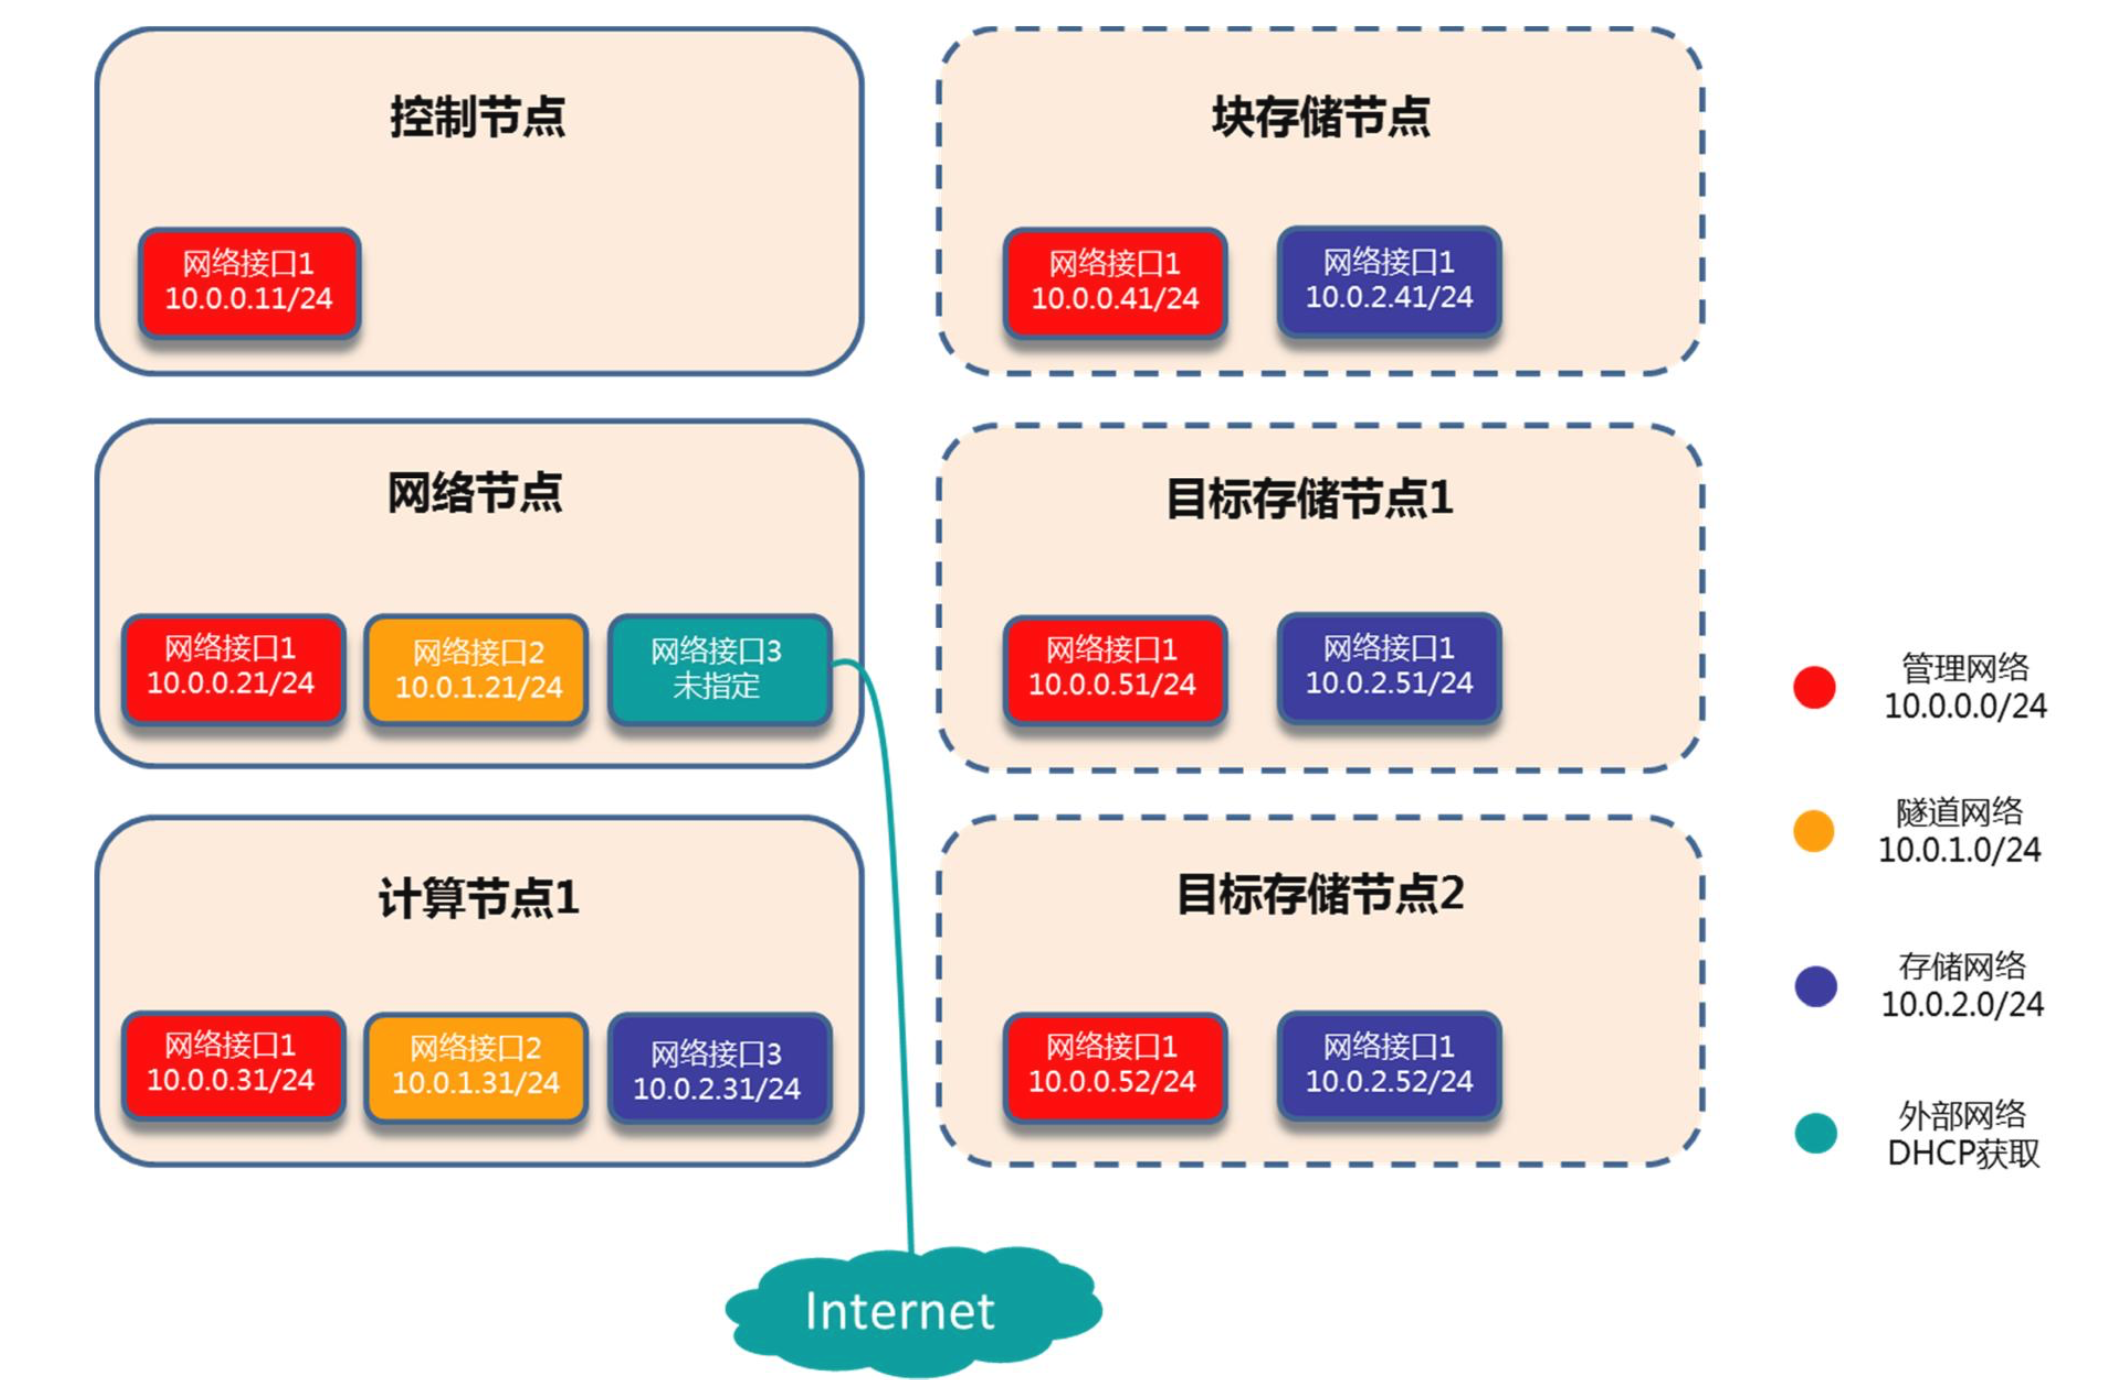 控制节点
网络接口1
10.0.0.11/24
块存储节点
网络接口1
10.0.0.41/24
网络接口1
10.0.2.41/24
网络节点
网络接口1
10.0.0.21/24
网络接口2
10.0.1.21/24
网络接口3
未指定
目标存储节点1
网络接口1
10.0.0.51/24
网络接口1
10.0.2.51/24
计算节点1
网络接口1
10.0.0.31/24
网络接口2
10.0.1.31/24
网络接口3
10.0.2.31/24
目标存储节点2
网络接口1
10.0.0.52/24
网络接口1
10.0.2.52/24
管理网络
10.0.0.0/24
隧道网络
10.0.1.0/24
存储网络
10.0.2.0/24
外部网络
DHCP获取
Internet